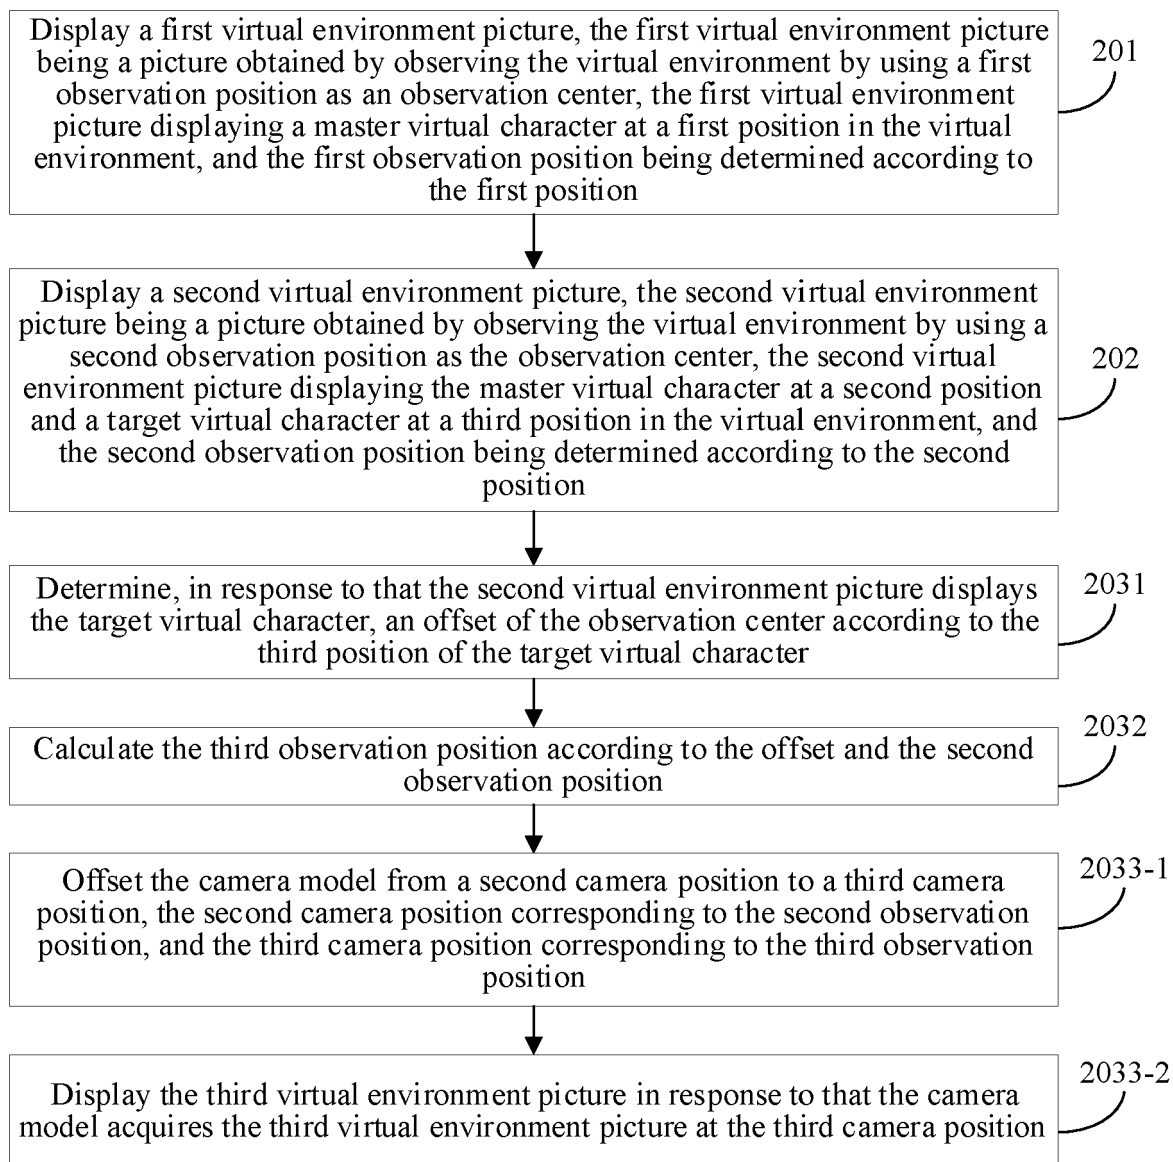 Display a first virtual environment picture, the first virtual environment picture
being a picture obtained by observing the virtual environment by using a first
observation position as an observation center, the first virtual environment
picture displaying a master virtual character at a first position in the virtual
environment, and the first observation position being determined according to
the first position
201
Display a second virtual environment picture, the second virtual environment
picture being a picture obtained by observing the virtual environment by using a
second observation position as the observation center, the second virtual
environment picture displaying the master virtual character at a second position
and a target virtual character at a third position in the virtual environment, and
the second observation position being determined according to the second
position
202
Determine, in response to that the second virtual environment picture displays
the target virtual character, an offset of the observation center according to the
third position of the target virtual character
2031
Calculate the third observation position according to the offset and the second
observation position
2032
Offset the camera model from a second camera position to a third camera
position, the second camera position corresponding to the second observation
position, and the third camera position corresponding to the third observation
position
2033-1
Display the third virtual environment picture in response to that the camera
model acquires the third virtual environment picture at the third camera position
2033-2